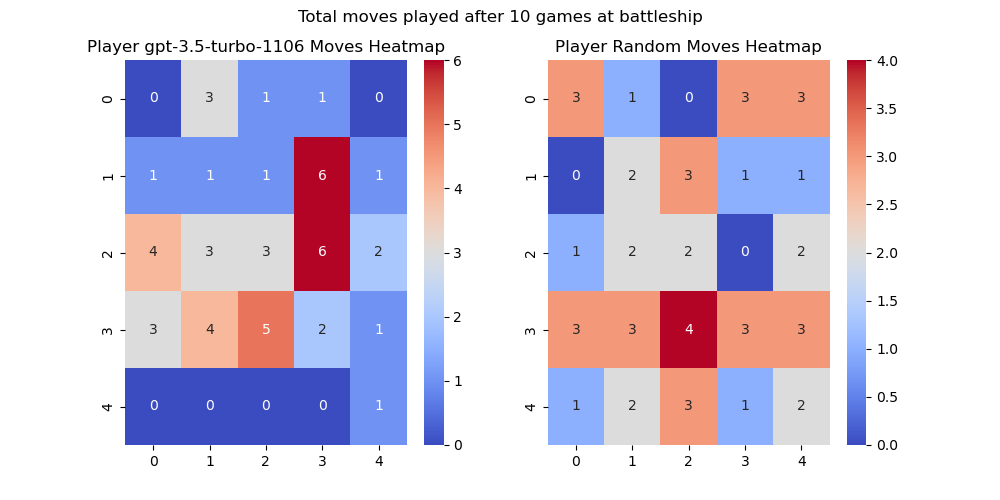 Total moves played after 10 games at battleship
Player gpt-3.5-turbo-1106 Moves Heatmap
0 0 3 1 1 0
1 1 1 1 6 1
2 4 3 3 6 2
3 3 4 5 2 1
4 0 0 0 0 1
0 1 2 3 4
6
5
4
3
2
1
0
Player Random Moves Heatmap
0 3 1 0 3 3
1 0 2 3 1 1
2 1 2 2 0 2
3 3 3 4 3 3
4 1 2 3 1 2
0 1 2 3 4
4.0
3.5
3.0
2.5
2.0
1.5
1.0
0.5
0.0